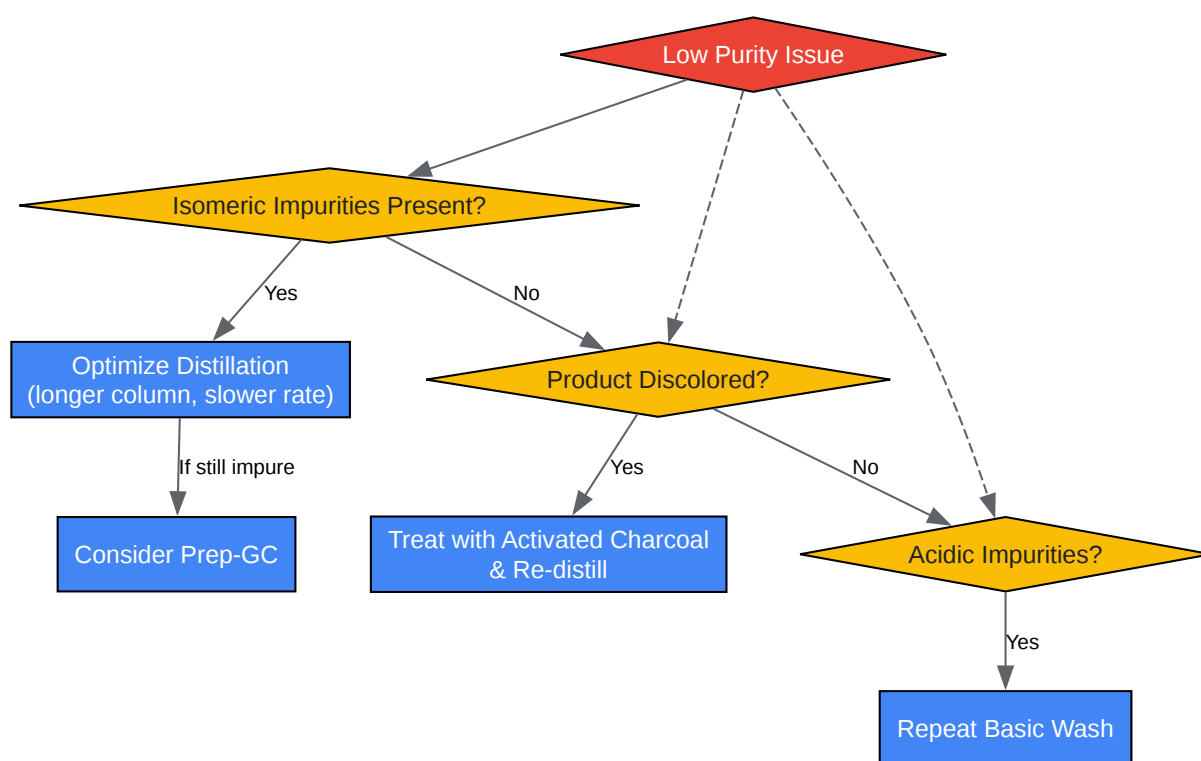 Low Purity Issue
Isomeric Impurities Present?
Yes
No
Optimize Distillation
(longer column, slower rate)
Product Discolored?
If still impure
Yes
No
Consider Prep-GC
Treat with Activated Charcoal
& Re-distill
Acidic Impurities?
Yes
Repeat Basic Wash